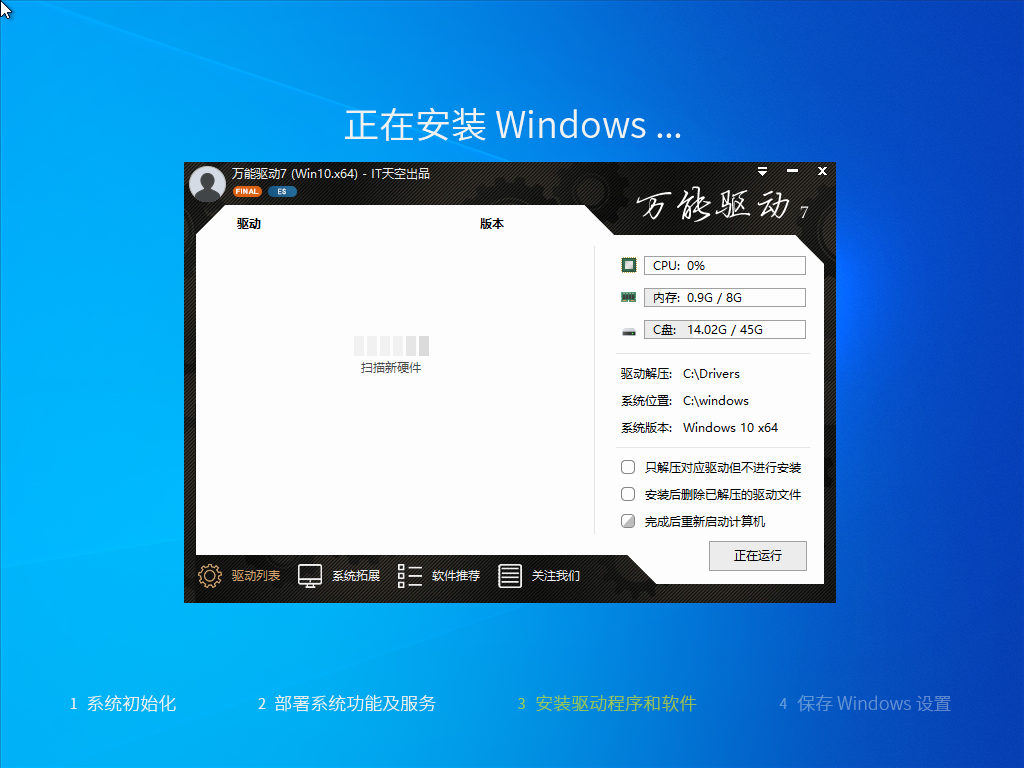 正在安装 Windows ...
万能驱动7 (Win10.x64) - IT天空出品
FINAL ES
万能驱动 7
驱动 版本
扫描新硬件
CPU: 0%
内存: 0.9G / 8G
C盘: 14.02G / 45G
驱动解压: C:\Drivers
系统位置: C:\windows
系统版本: Windows 10 x64
只解压对应驱动但不进行安装
安装后删除已解压的驱动文件
完成后重新启动计算机
正在运行
驱动列表 系统拓展 软件推荐 关注我们
1 系统初始化 2 部署系统功能及服务 3 安装驱动程序和软件 4 保存 Windows 设置